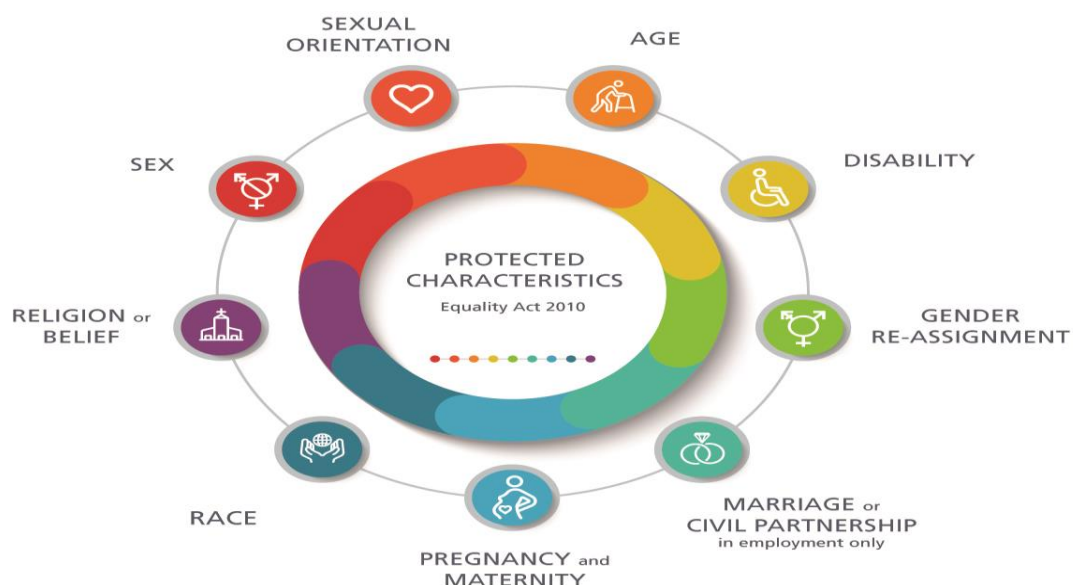 SEXUAL
ORIENTATION
AGE
DISABILITY
GENDER
RE-ASSIGNMENT
MARRIAGE or
CIVIL PARTNERSHIP
in employment only
PREGNANCY and
MATERNITY
RACE
RELIGION or
BELIEF
SEX
PROTECTED
CHARACTERISTICS
Equality Act 2010